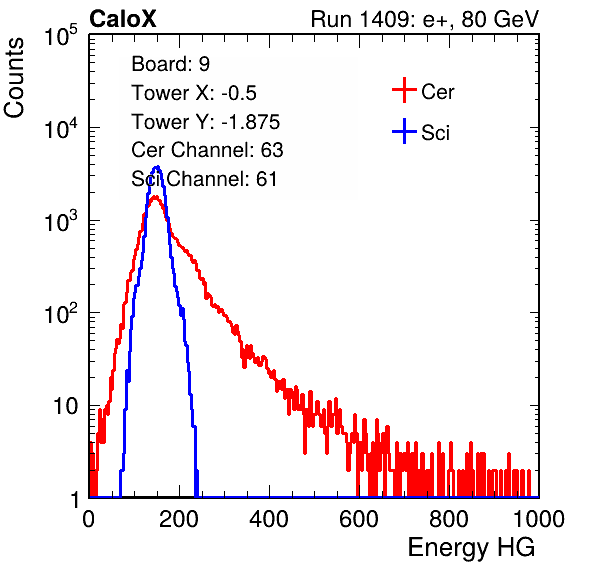 CaloX Run 1409: e+, 80 GeV
Counts
Board: 9
Tower X: -0.5
Tower Y: -1.875
Cer Channel: 63
Sci Channel: 61
Cer
Sci
10^5
10^4
10^3
10^2
10
1
0 200 400 600 800 1000
Energy HG